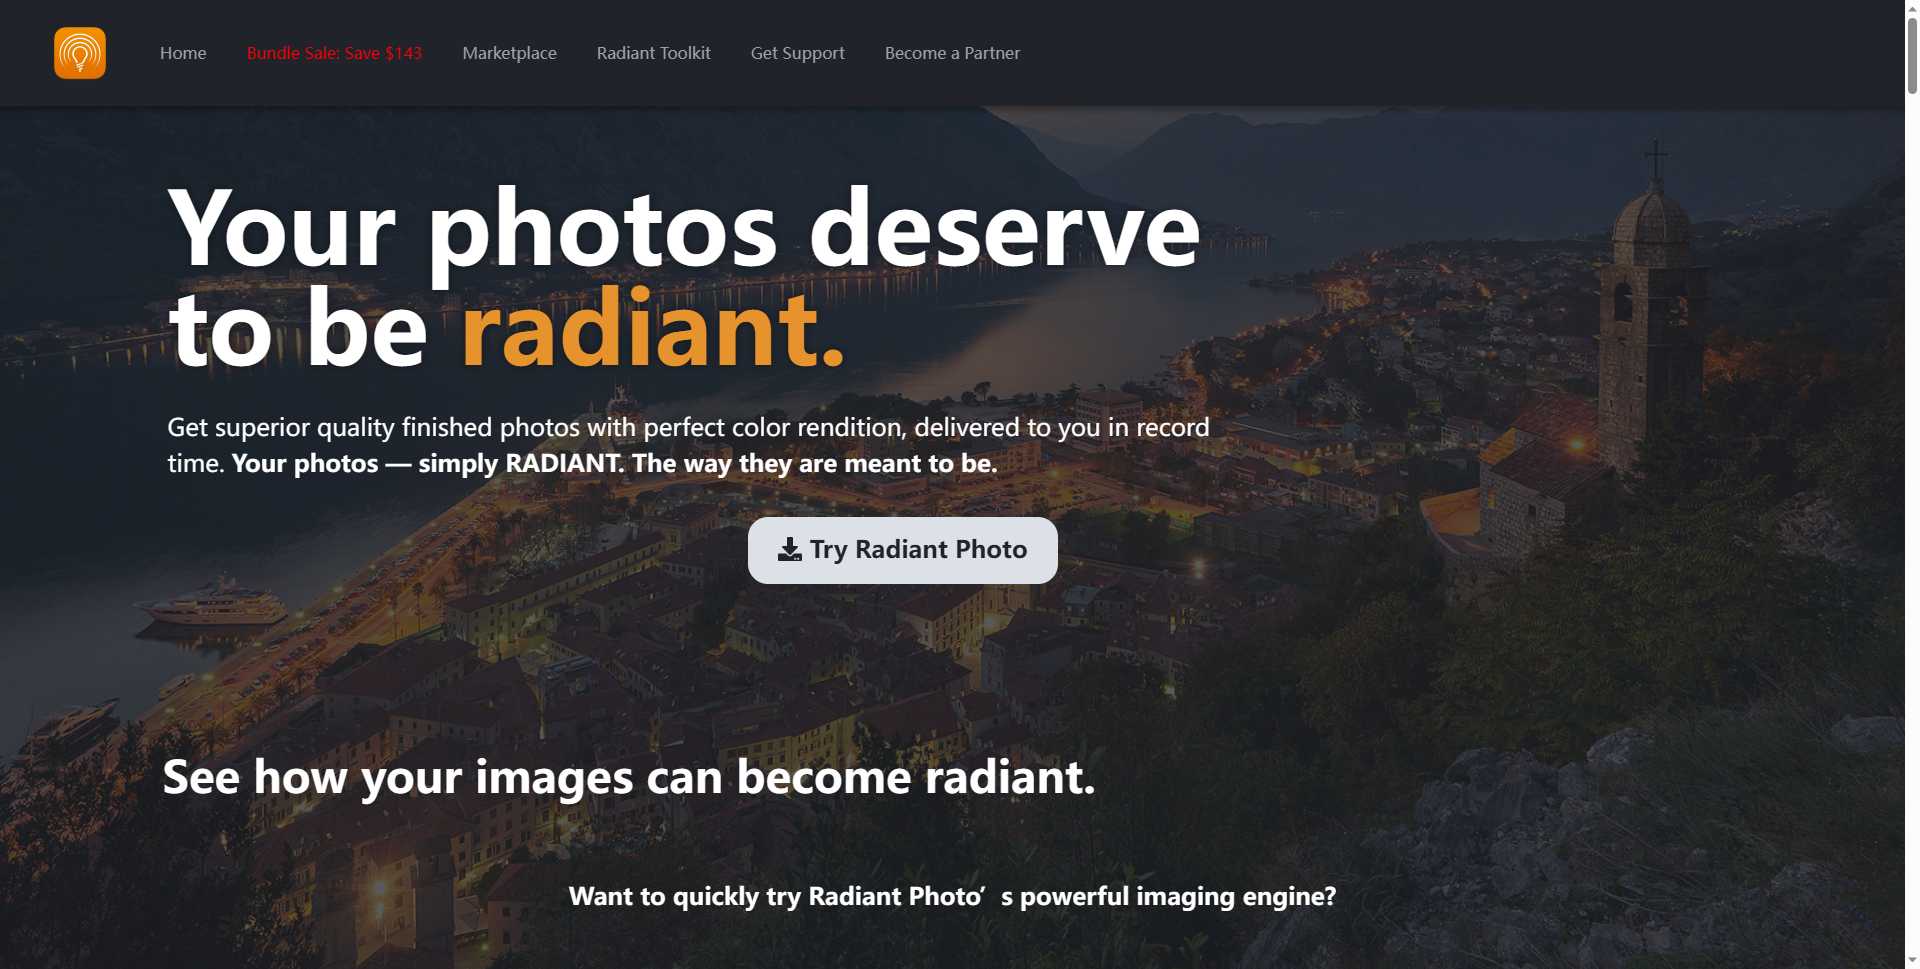 Home
Bundle Sale: Save $143
Marketplace
Radiant Toolkit
Get Support
Become a Partner
Your photos deserve
to be radiant.
Get superior quality finished photos with perfect color rendition, delivered to you in record
time. Your photos — simply RADIANT. The way they are meant to be.
Try Radiant Photo
See how your images can become radiant.
Want to quickly try Radiant Photo’s powerful imaging engine?